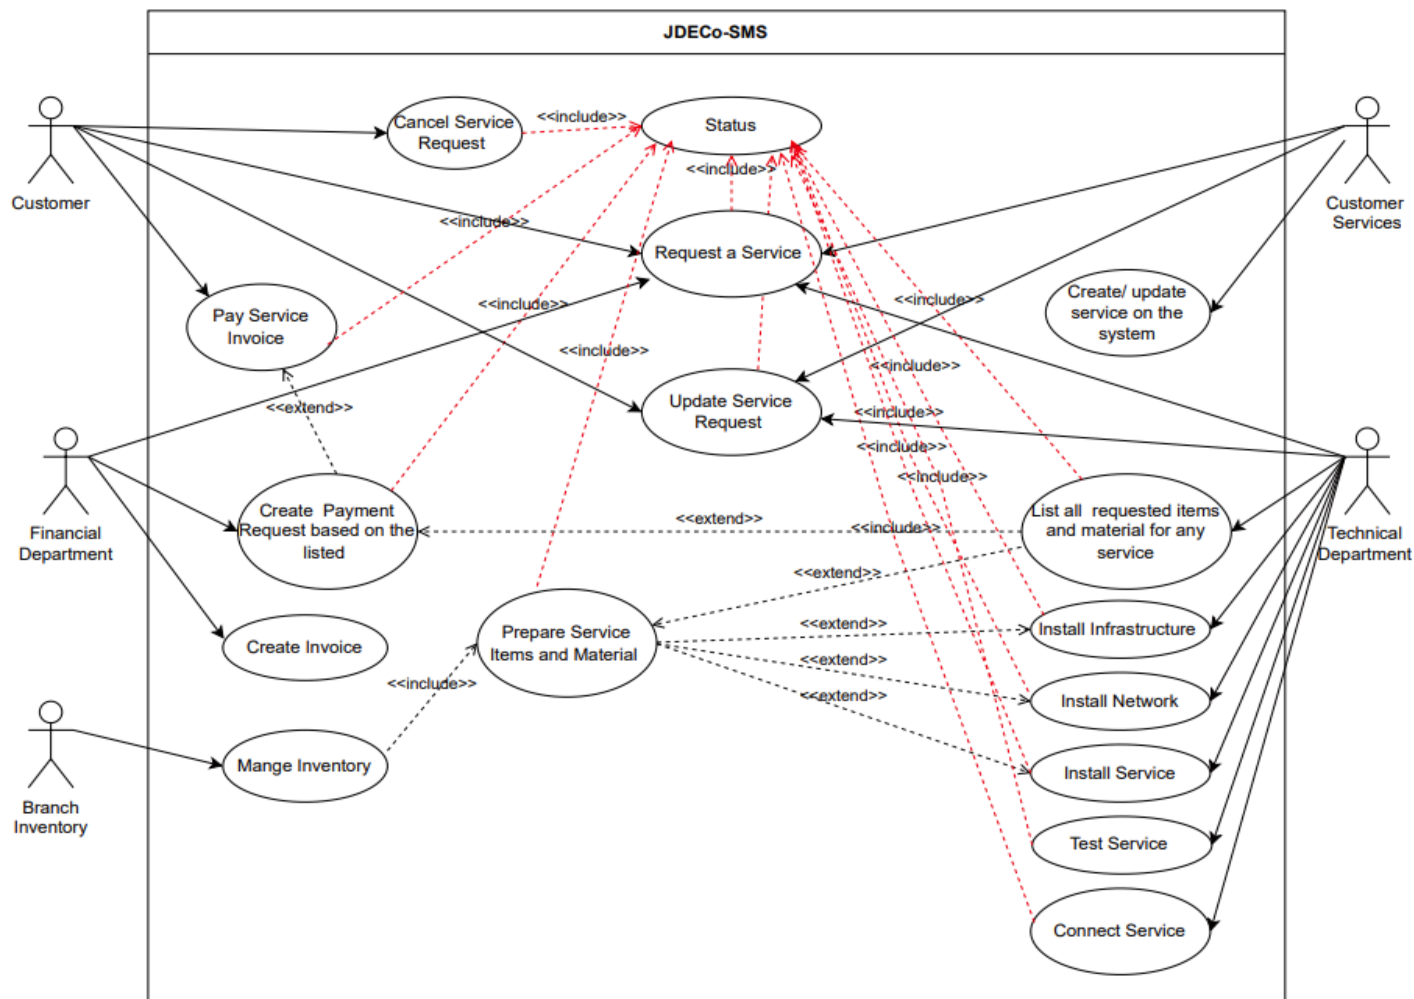 JDECo-SMS
Cancel Service
Request
<<include>>
Status
Customer
Customer
Services
<<include>>
<<include>>
Request a Service
Pay Service
Invoice
<<include>>
<<include>>
Create/ update
service on the
system
<<include>>
<<include>>
<<extend>>
Update Service
Request
<<include>>
<<include>>
<<include>>
Financial
Department
Create  Payment
Request based on the
listed
<<extend>>
<<include>>
List all  requested items
and material for any
service
Technical
Department
<<extend>>
Create Invoice
Prepare Service
Items and Material
<<extend>>
Install Infrastructure
<<extend>>
<<include>>
<<extend>>
Install Network
Branch
Inventory
Mange Inventory
Install Service
Test Service
Connect Service